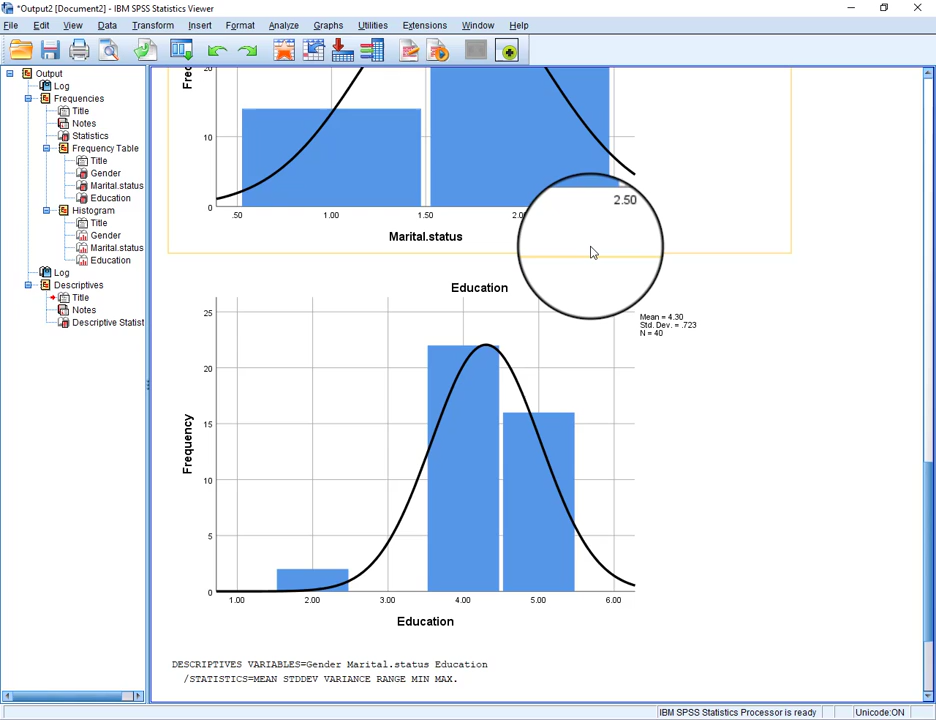 *Output2 [Document2] - IBM SPSS Statistics Viewer
File Edit View Data Transform Insert Format Analyze Graphs Utilities Extensions Window Help
Output
Log
Frequencies
Title
Notes
Statistics
Frequency Table
Title
Gender
Marital.status
Education
Histogram
Title
Gender
Marital.status
Education
Log
Descriptives
Title
Notes
Descriptive Statist
20
10
0
.50 1.00 1.50 2.50
Marital.status
Education
Mean = 4.30
Std. Dev. = .723
N = 40
25
20
15
10
5
0
Frequency
1.00 2.00 3.00 4.00 5.00 6.00
Education
DESCRIPTIVES VARIABLES=Gender Marital.status Education
/STATISTICS=MEAN STDDEV VARIANCE RANGE MIN MAX.
IBM SPSS Statistics Processor is ready Unicode:ON